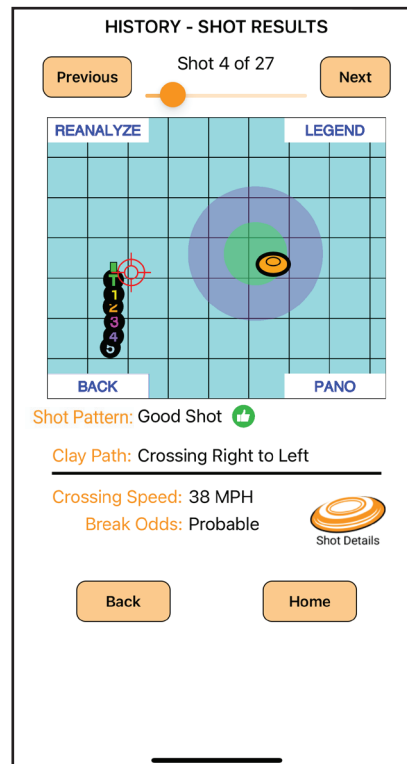 HISTORY - SHOT RESULTS
Previous
Shot 4 of 27
Next
REANALYZE
LEGEND
T
1
2
3
4
5
BACK
PANO
Shot Pattern: Good Shot
Clay Path: Crossing Right to Left
Crossing Speed: 38 MPH
Break Odds: Probable
Shot Details
Back
Home